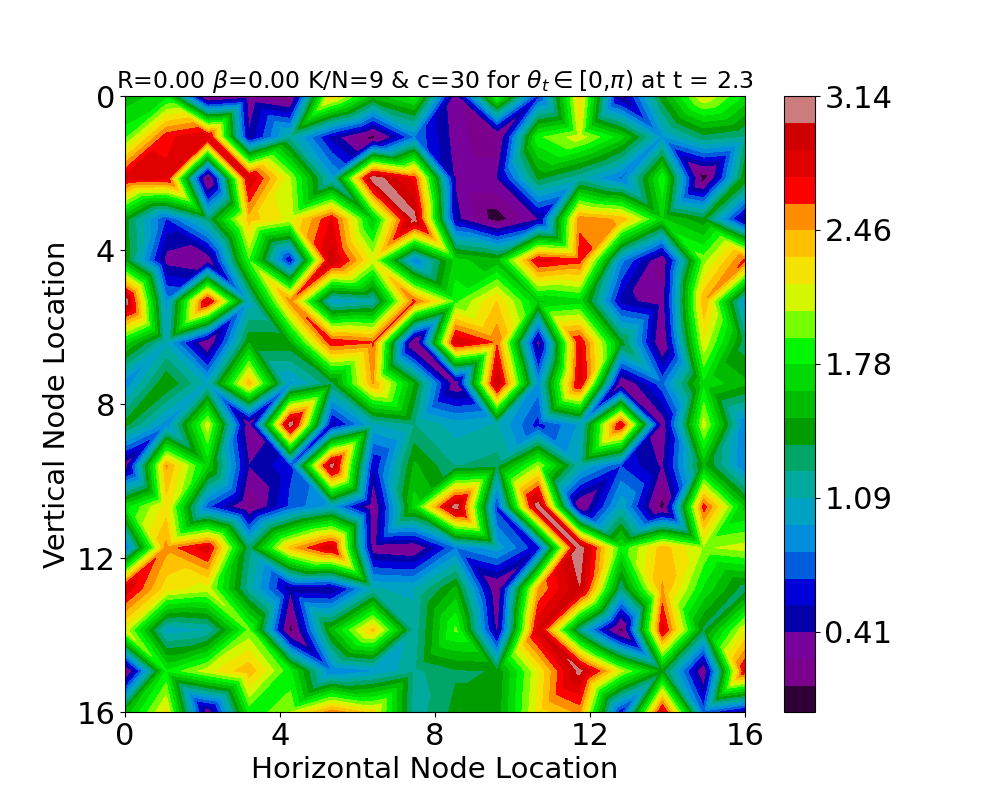 R=0.00 β=0.00 K/N=9 & c=30 for θt ∈ [0,π) at t = 2.3
0
4
8
12
16
Vertical Node Location
0 4 8 12 16
Horizontal Node Location
3.14
2.46
1.78
1.09
0.41